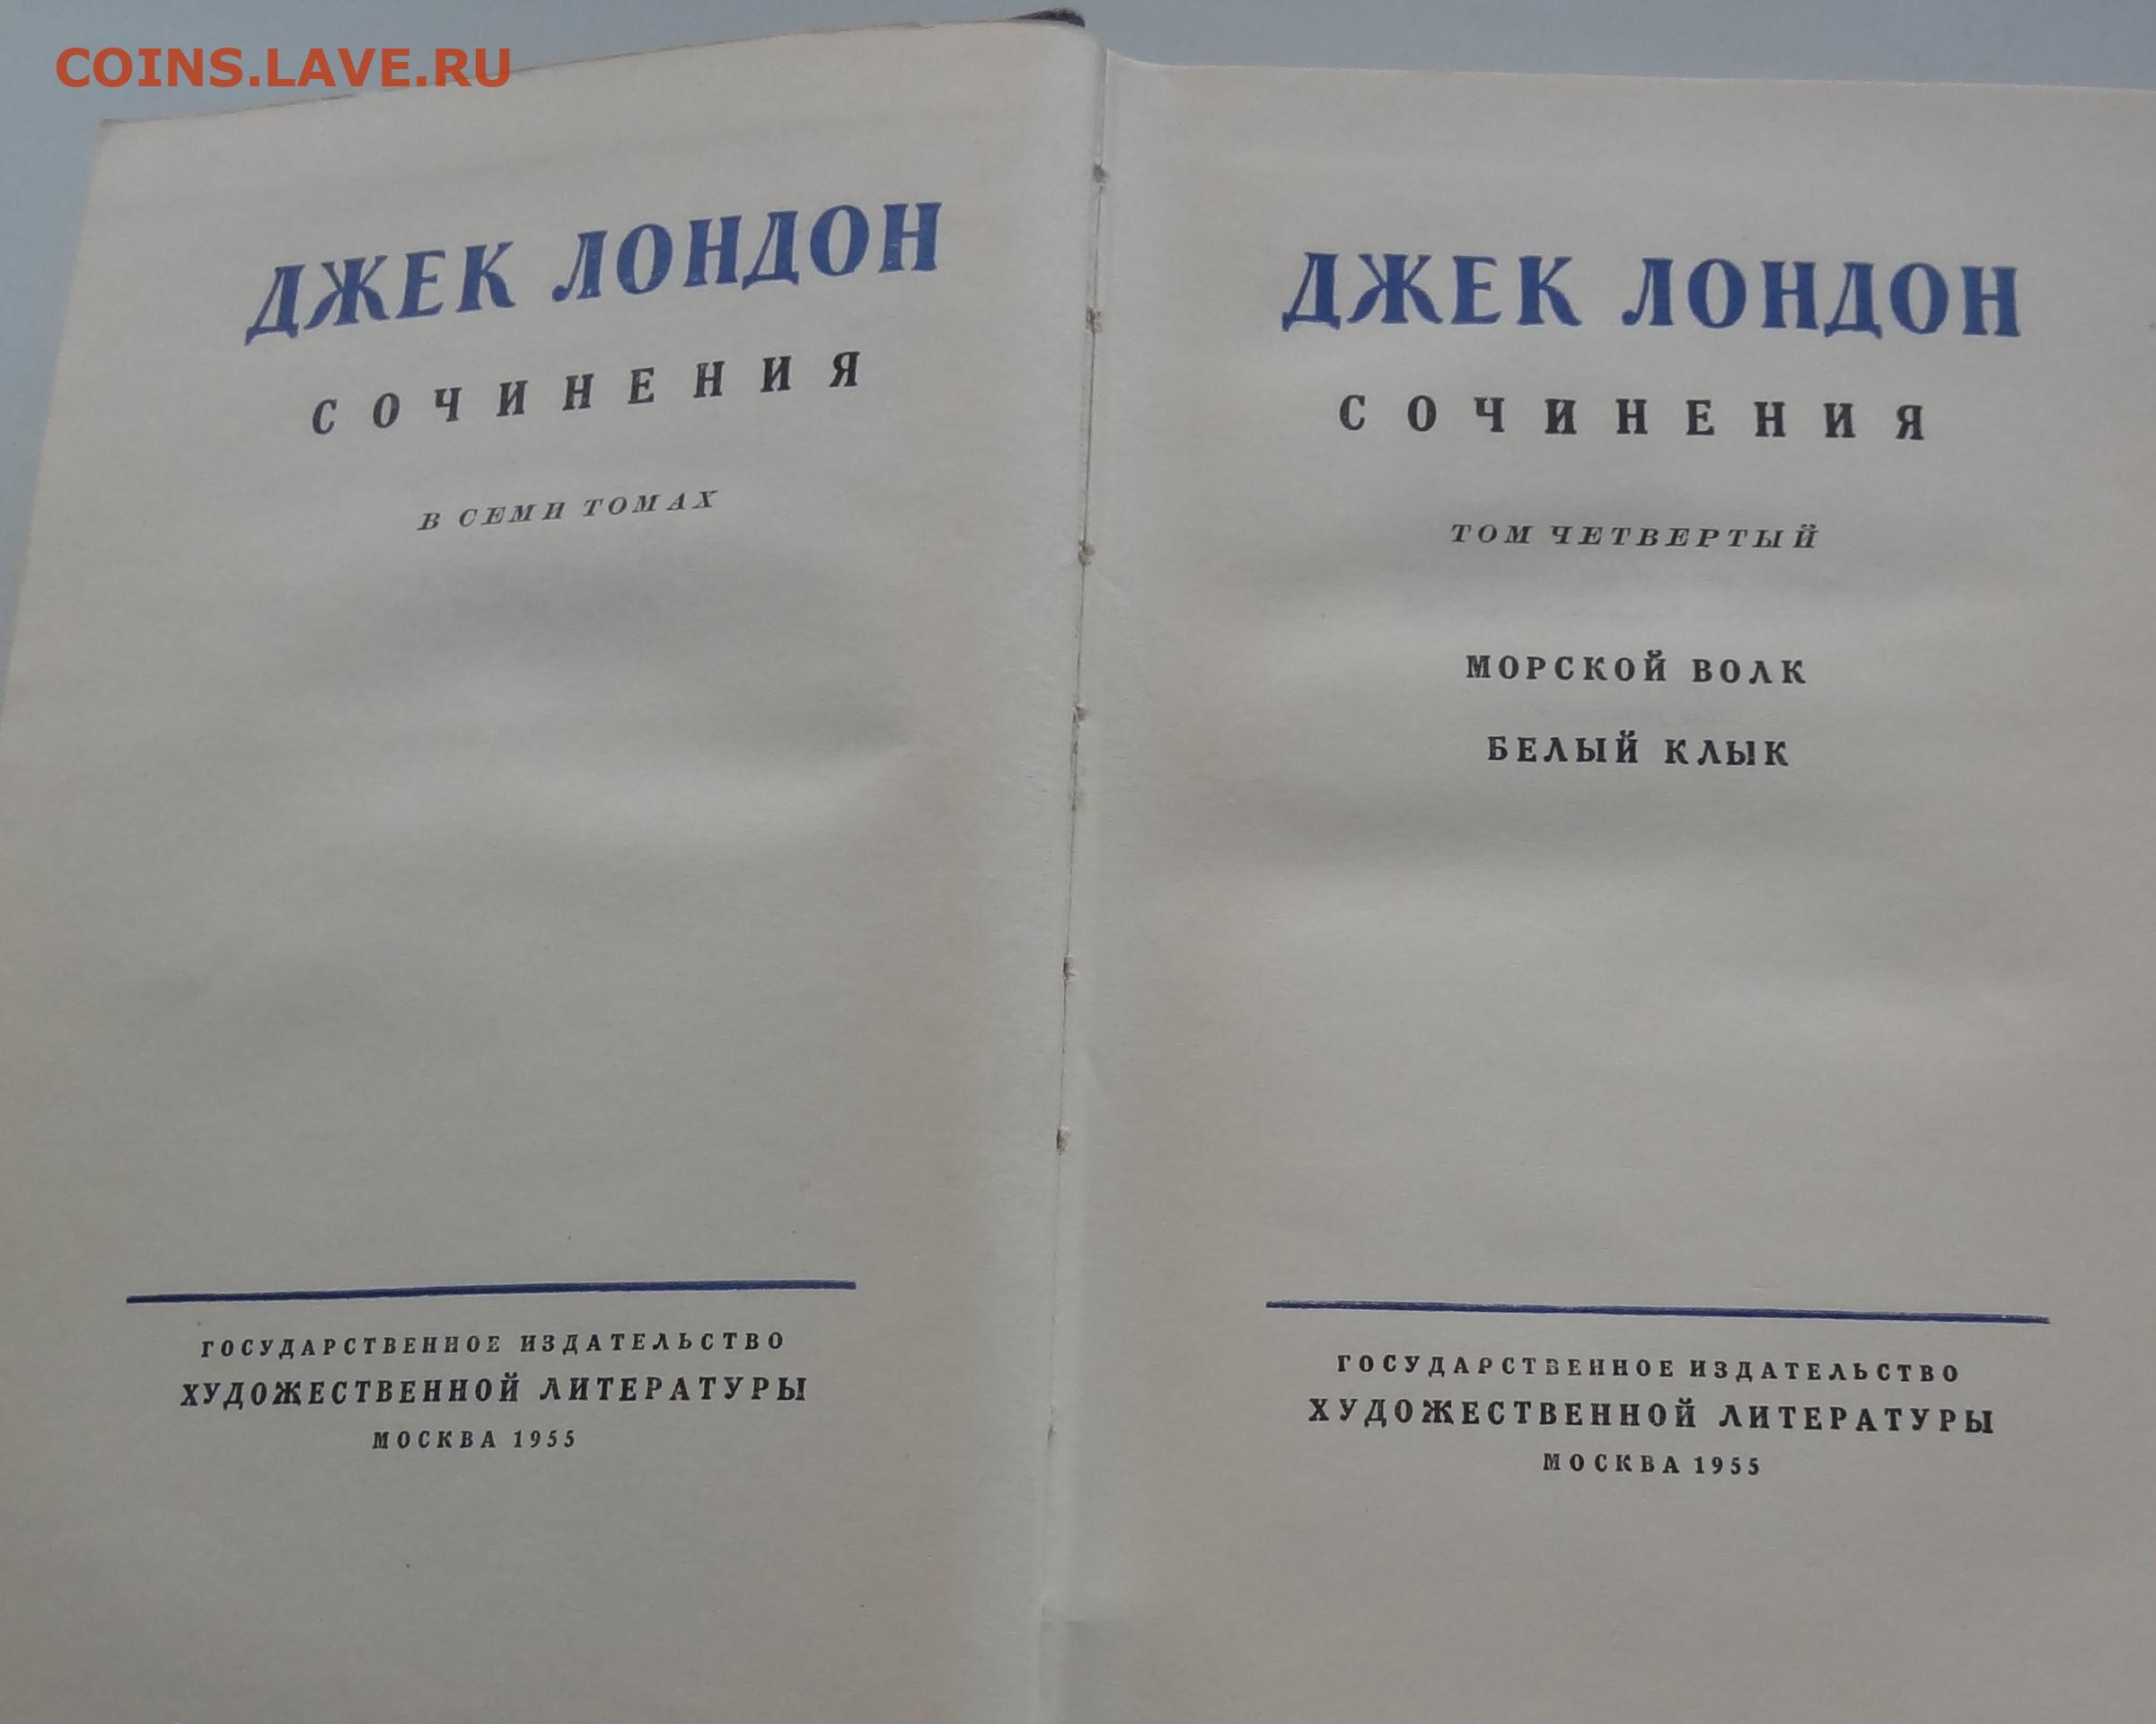 COINS.LAVE.RU
ДЖЕК ЛОНДОН
СОЧИНЕНИЯ
В СЕМИ ТОМАХ
ГОСУДАРСТВЕННОЕ ИЗДАТЕЛЬСТВО
ХУДОЖЕСТВЕННОЙ ЛИТЕРАТУРЫ
МОСКВА 1955
ДЖЕК ЛОНДОН
СОЧИНЕНИЯ
ТОМ ЧЕТВЕРТЫЙ
МОРСКОЙ ВОЛК
БЕЛЫЙ КЛЫК
ГОСУДАРСТВЕННОЕ ИЗДАТЕЛЬСТВО
ХУДОЖЕСТВЕННОЙ ЛИТЕРАТУРЫ
МОСКВА 1955